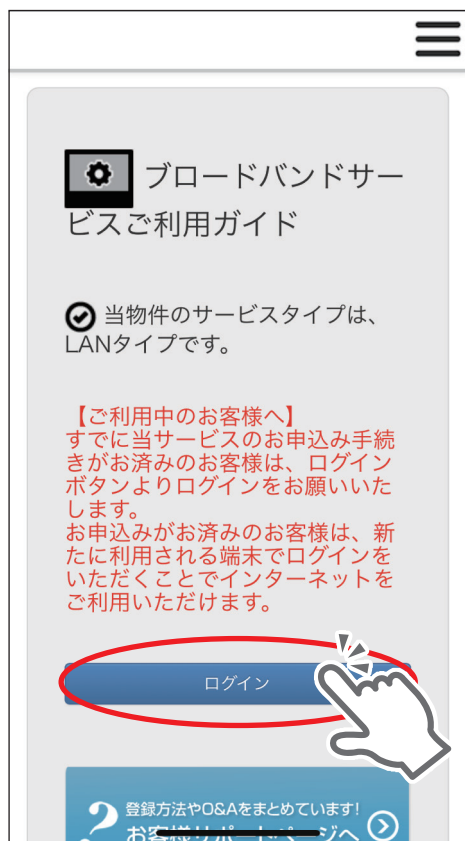 ブロードバンドサー
ビスご利用ガイド
当物件のサービスタイプは、
LANタイプです。
【ご利用中のお客様へ】
すでに当サービスのお申込み手続
きがお済みのお客様は、ログイン
ボタンよりログインをお願いいた
します。
お申込みがお済みのお客様は、新
たに利用される端末でログインを
いただくことでインターネットを
ご利用いただけます。
ログイン
登録方法やQ&Aをまとめています!
お客様サポートページへ